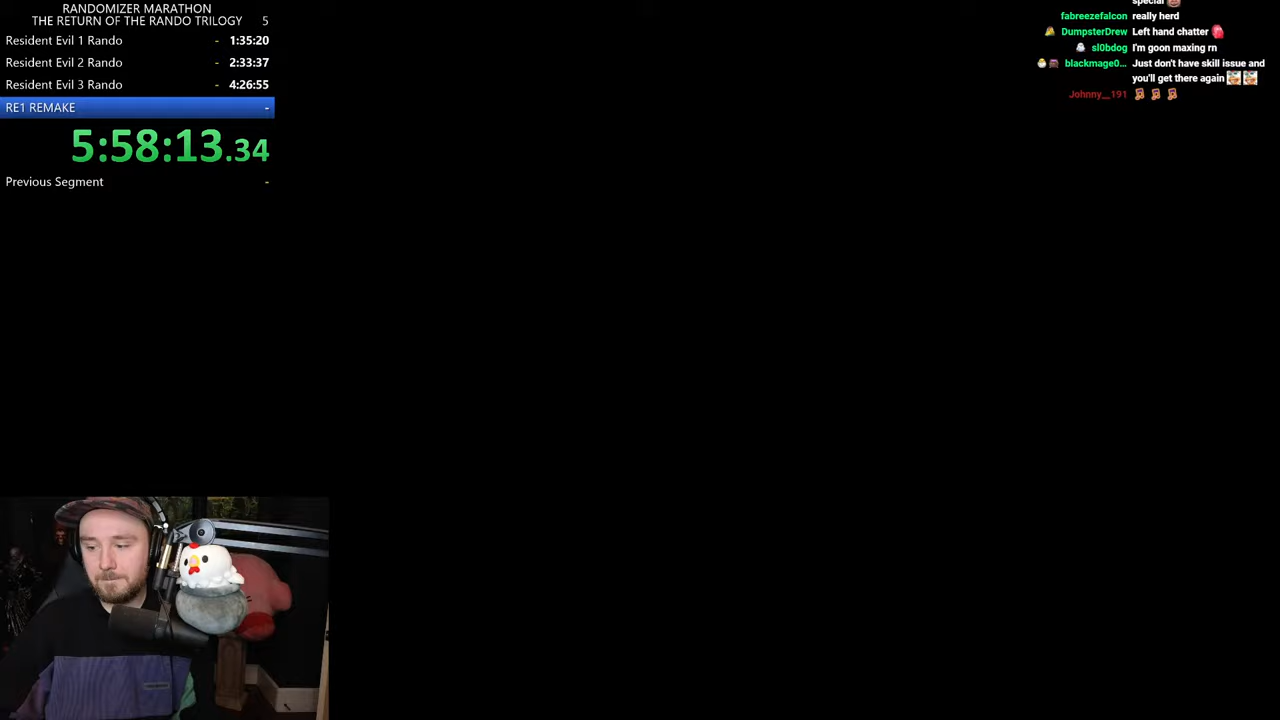 RANDOMIZER MARATHON
THE RETURN OF THE RANDO TRILOGY 5
Resident Evil 1 Rando - 1:35:20
Resident Evil 2 Rando - 2:33:37
Resident Evil 3 Rando - 4:26:55
RE1 REMAKE -
5:58:13.34
Previous Segment -
special
fabreezefalcon really herd
DumpsterDrew Left hand chatter
sl0bdog I'm goon maxing rn
blackmage0... Just don't have skill issue and
you'll get there again
Johnny__191